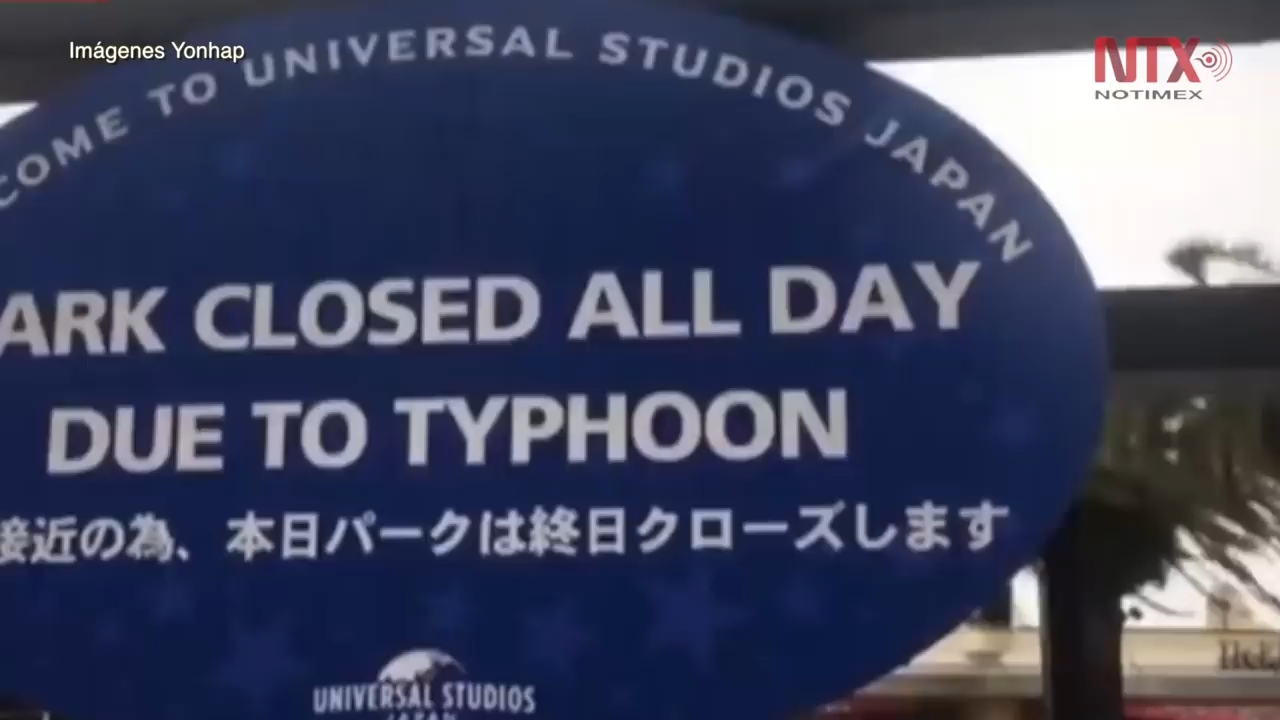 Imágenes Yonhap
NTX
NOTIMEX
COME TO UNIVERSAL STUDIOS JAPAN
ARK CLOSED ALL DAY
DUE TO TYPHOON
接近の為、本日パークは終日クローズします
UNIVERSAL STUDIOS
JAPAN